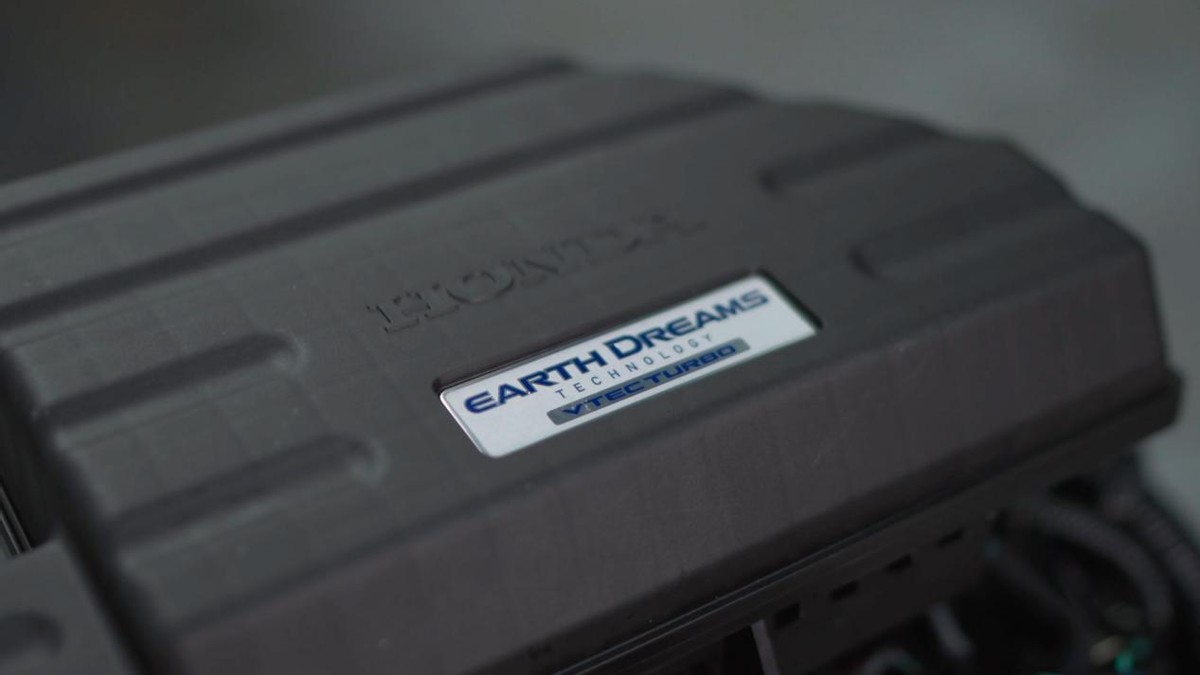 HONDA
EARTH DREAMS
TECHNOLOGY
VTEC TURBO